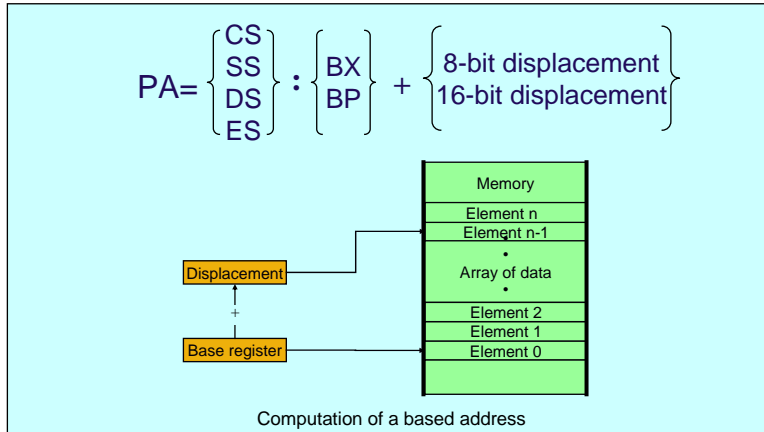 PA= { CS SS DS ES } : { BX BP } + { 8-bit displacement 16-bit displacement }
Memory
Element n
Element n-1
Displacement
Array of data
+
Element 2
Element 1
Base register
Element 0
Computation of a based address